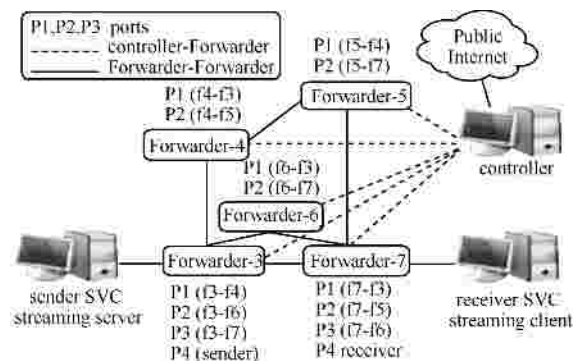 P1,P2,P3 ports
controller-Forwarder
Forwarder-Forwarder
Public
Internet
P1 (f5-f4)
P2 (f5-f7)
Forwarder-5
P1 (f4-f3)
P2 (f4-f5)
Forwarder-4
controller
P1 (f6-f3)
P2 (f6-f7)
Forwarder-6
Forwarder-3
Forwarder-7
sender SVC
streaming server
P1 (f3-f4)
P2 (f3-f6)
P3 (f3-f7)
P4 (sender)
P1 (f7-f3)
P2 (f7-f5)
P3 (f7-f6)
P4 receiver
receiver SVC
streaming client